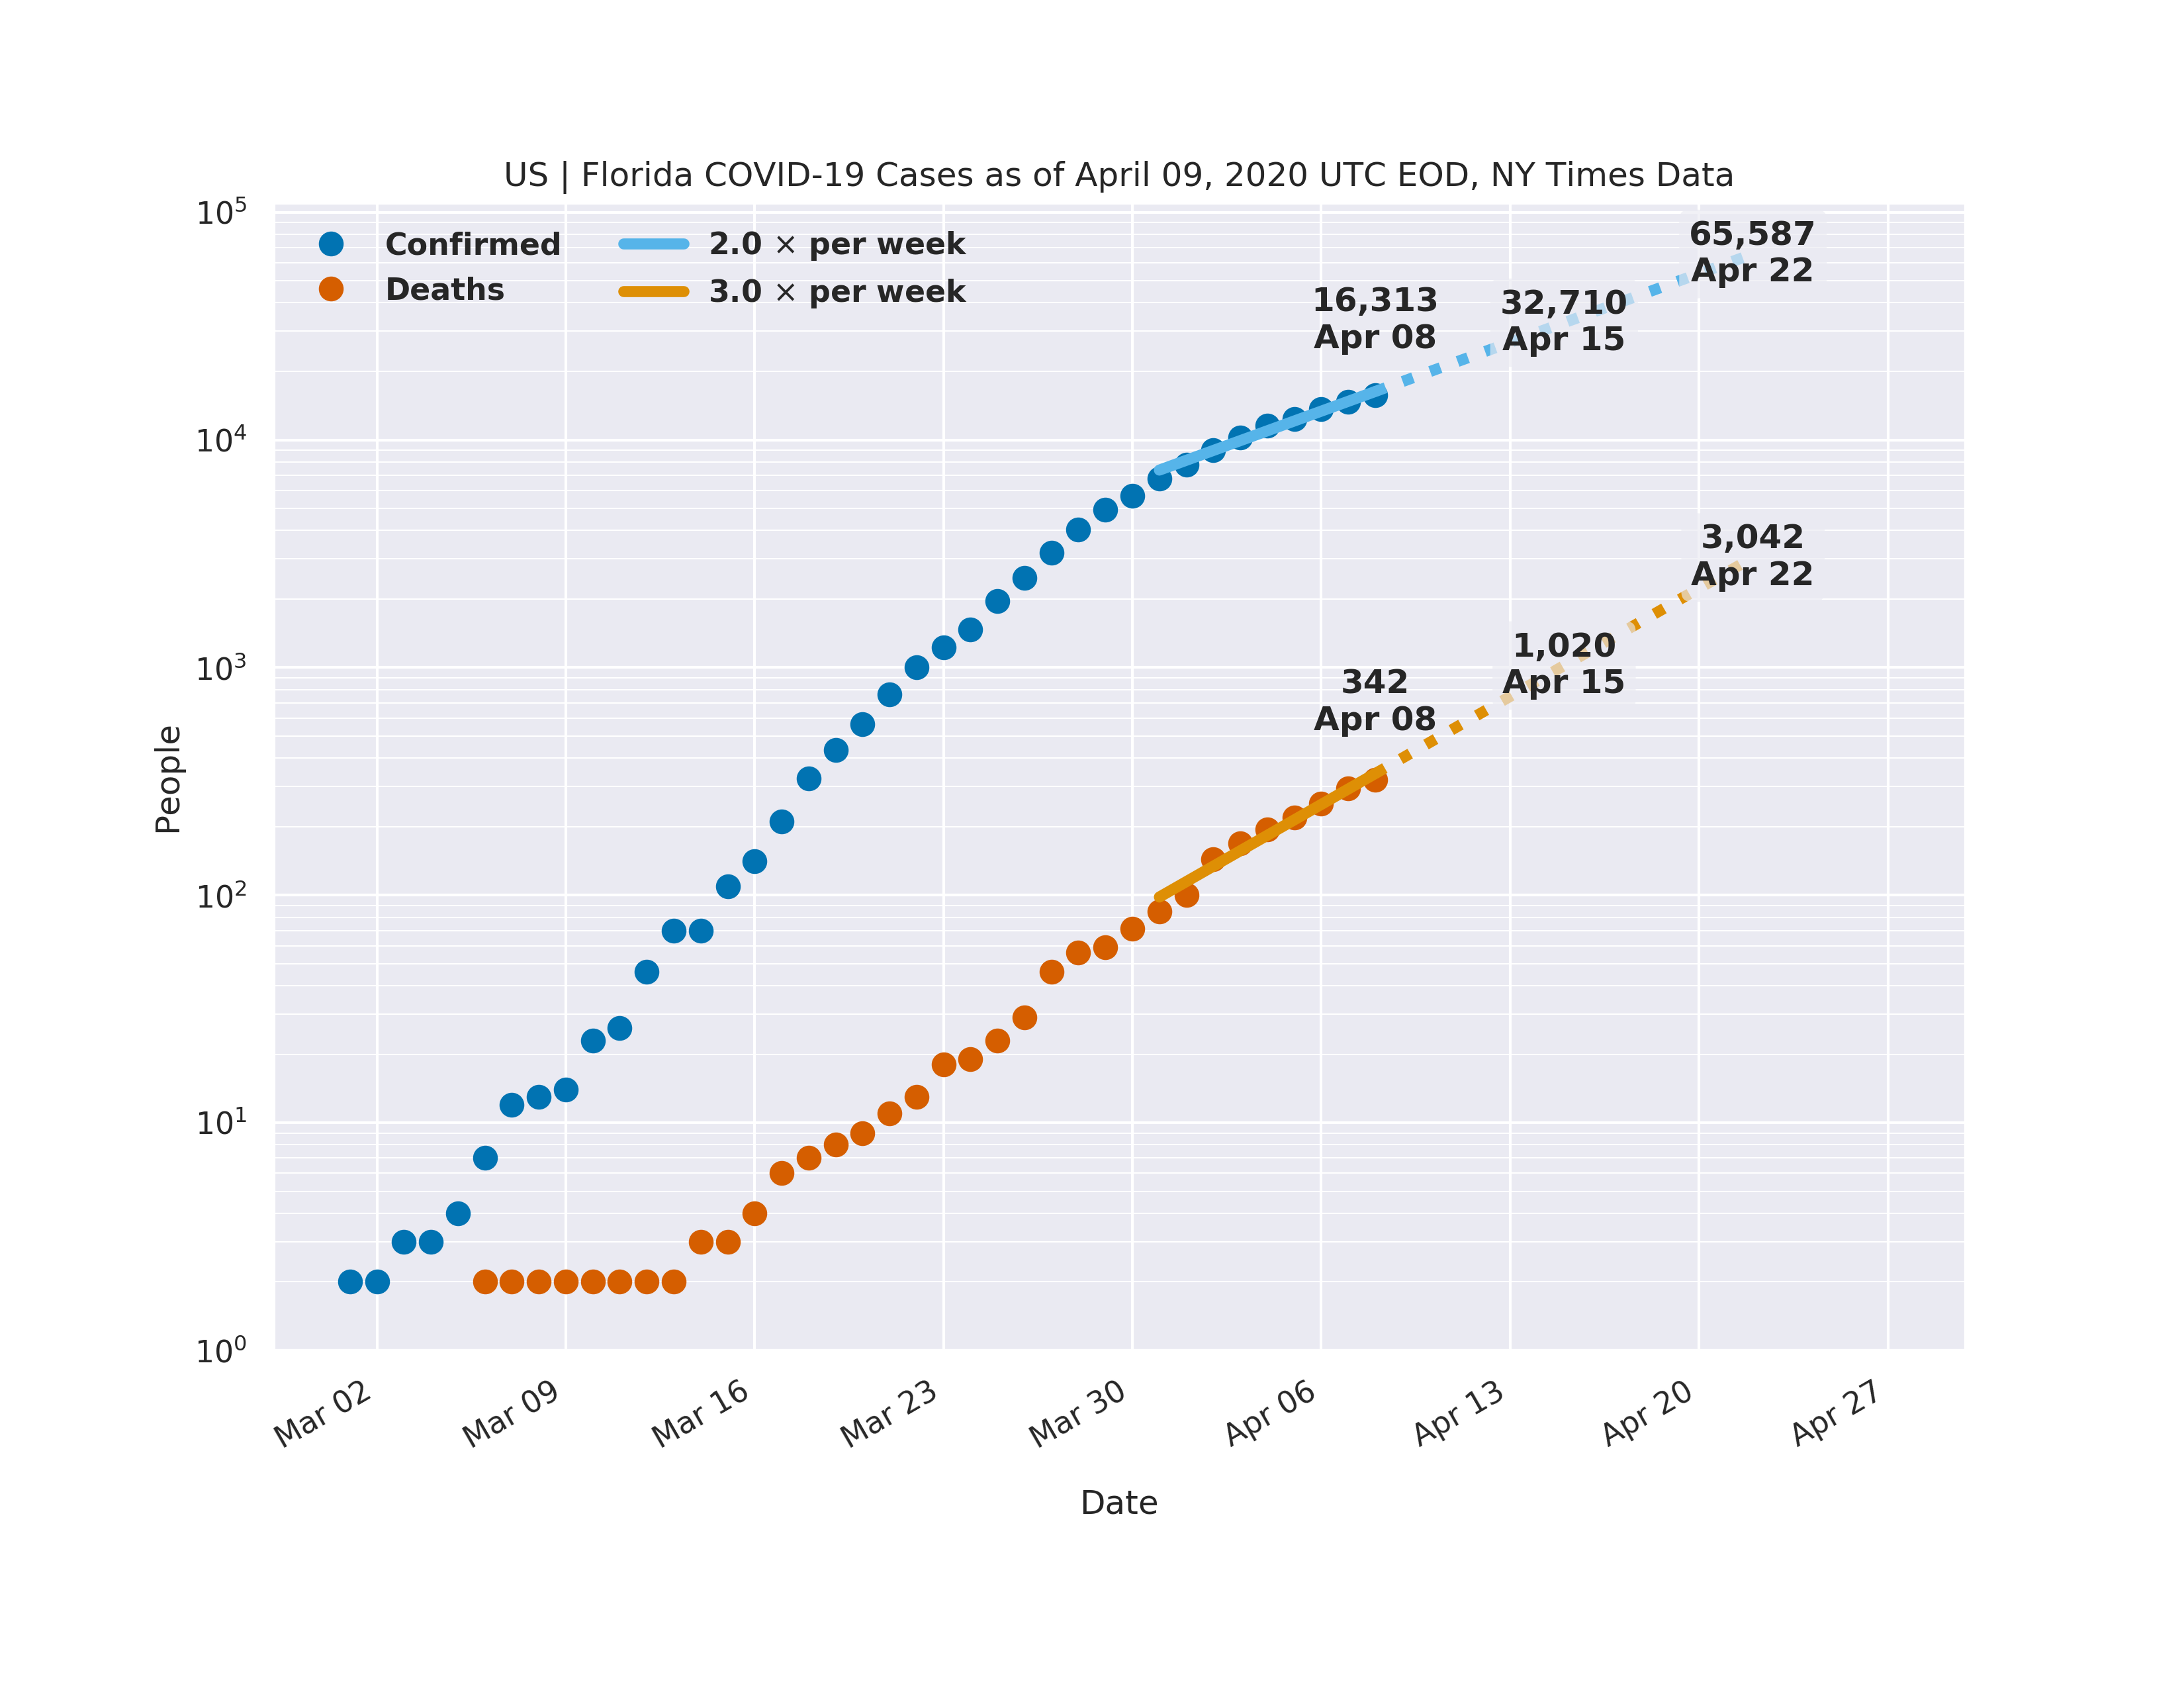 US | Florida COVID-19 Cases as of April 09, 2020 UTC EOD, NY Times Data
Confirmed
Deaths
2.0 × per week
3.0 × per week
65,587
Apr 22
16,313
Apr 08
32,710
Apr 15
3,042
Apr 22
1,020
Apr 15
342
Apr 08
10⁵
10⁴
10³
10²
10¹
10⁰
People
Mar 02
Mar 09
Mar 16
Mar 23
Mar 30
Apr 06
Apr 13
Apr 20
Apr 27
Date